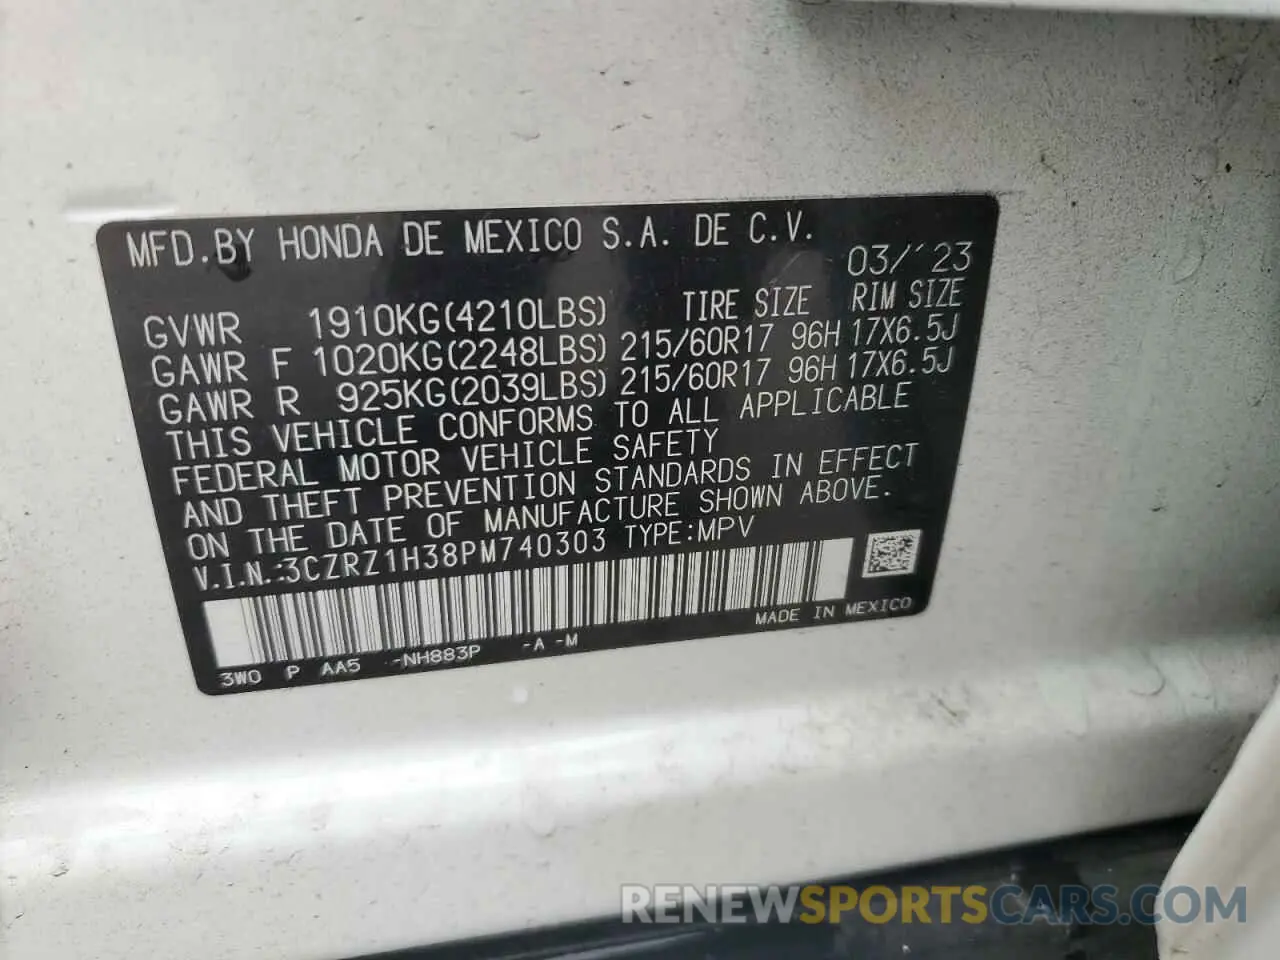 MFD.BY HONDA DE MEXICO S.A. DE C.V.
03/´23
GVWR 1910KG(4210LBS) TIRE SIZE RIM SIZE
GAWR F 1020KG(2248LBS) 215/60R17 96H 17X6.5J
GAWR R 925KG(2039LBS) 215/60R17 96H 17X6.5J
THIS VEHICLE CONFORMS TO ALL APPLICABLE
FEDERAL MOTOR VEHICLE SAFETY
AND THEFT PREVENTION STANDARDS IN EFFECT
ON THE DATE OF MANUFACTURE SHOWN ABOVE.
V.I.N.:3CZRZ1H38PM740303 TYPE:MPV
MADE IN MEXICO
3W0 P AA5 -NH883P -A -M
RENEWSPORTSCARS.COM